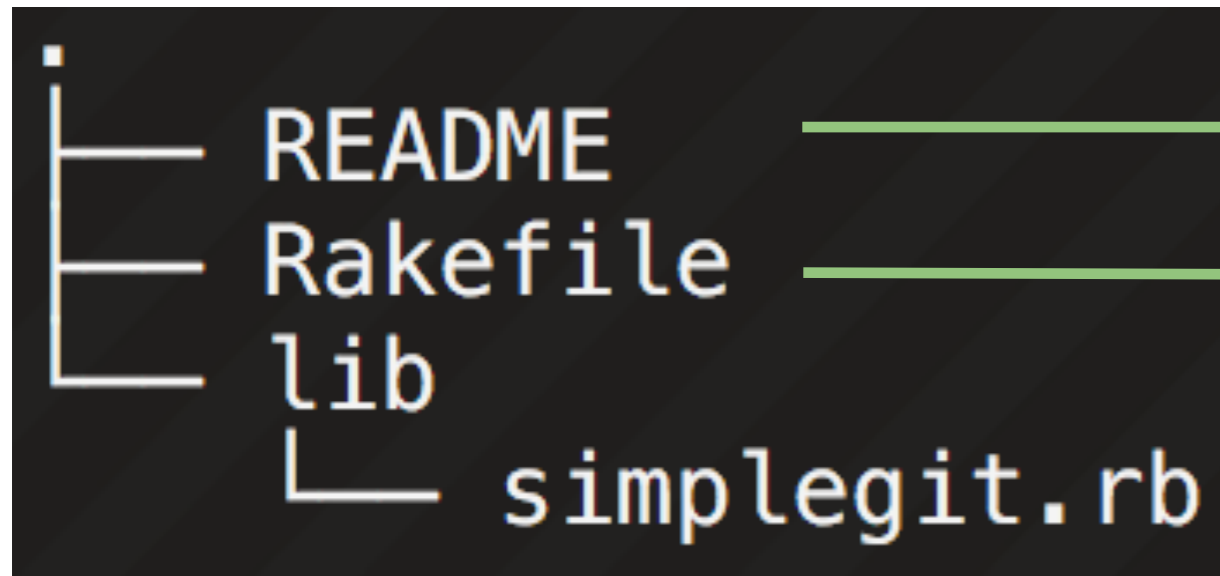 .
├── README
├── Rakefile
└── lib
    └── simplegit.rb